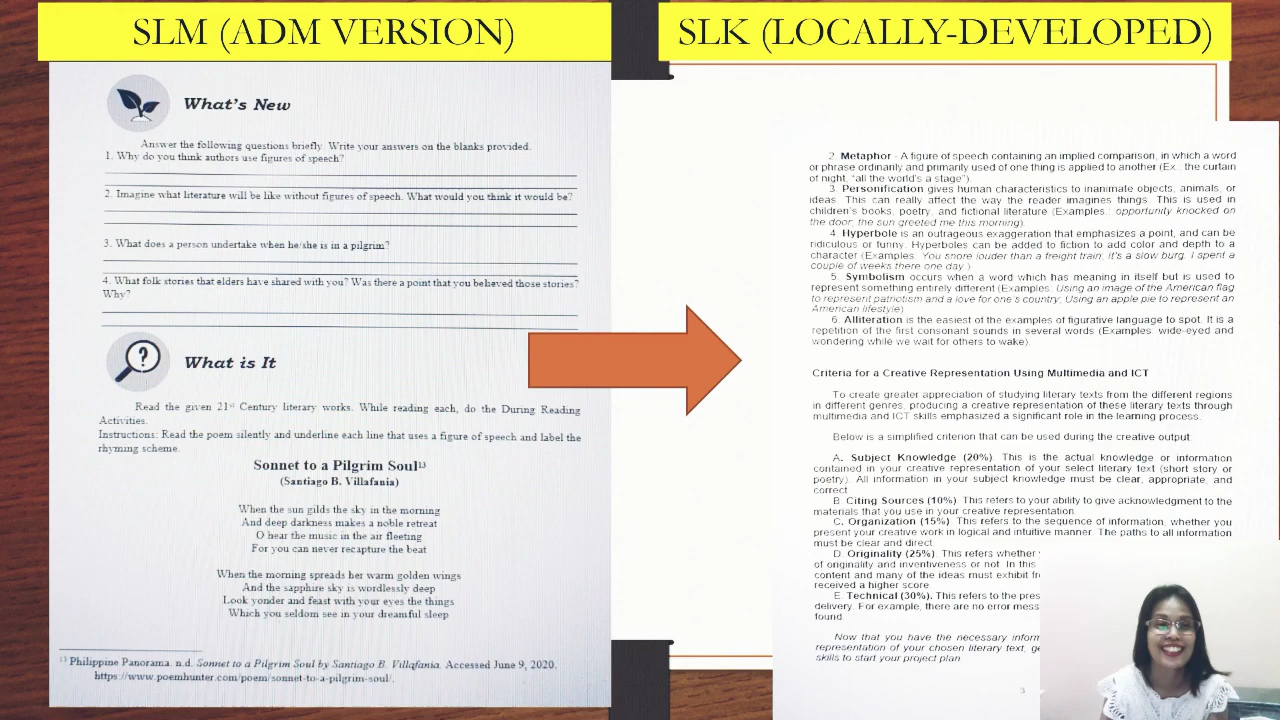 SLM (ADM VERSION)
What's New
Answer the following questions briefly. Write your answers on the blanks provided.
1. Why do you think authors use figures of speech?
2. Imagine what literature will be like without figures of speech. What would you think it would be?
3. What does a person undertake when he/she is in a pilgrim?
4. What folk stories that elders have shared with you? Was there a point that you believed those stories?
Why?
What is It
Read the given 21st Century literary works. While reading each, do the During Reading
Activities.
Instructions: Read the poem silently and underline each line that uses a figure of speech and label the
rhyming scheme.
Sonnet to a Pilgrim Soul13
(Santiago B. Villafania)
When the sun gilds the sky in the morning
And deep darkness makes a noble retreat
O hear the music in the air fleeting
For you can never recapture the beat
When the morning spreads her warm golden wings
And the sapphire sky is wordlessly deep
Look yonder and feast with your eyes the things
Which you seldom see in your dreamful sleep
13 Philippine Panorama. n.d. Sonnet to a Pilgrim Soul by Santiago B. Villafania. Accessed June 9, 2020.
https://www.poemhunter.com/poem/sonnet-to-a-pilgrim-soul/.
SLK (LOCALLY-DEVELOPED)
2. Metaphor - A figure of speech containing an implied comparison, in which a word
or phrase ordinarily and primarily used of one thing is applied to another (Ex.: the curtain
of night, "all the world's a stage").
3. Personification gives human characteristics to inanimate objects, animals, or
ideas. This can really affect the way the reader imagines things. This is used in
children's books, poetry, and fictional literature (Examples.: opportunity knocked on
the door; the sun greeted me this morning).
4. Hyperbole is an outrageous exaggeration that emphasizes a point, and can be
ridiculous or funny. Hyperboles can be added to fiction to add color and depth to a
character (Examples: You snore louder than a freight train; it's a slow burg. I spent a
couple of weeks there one day.)
5. Symbolism occurs when a word which has meaning in itself but is used to
represent something entirely different (Examples: Using an image of the American flag
to represent patriotism and a love for one's country; Using an apple pie to represent an
American lifestyle)
6. Alliteration is the easiest of the examples of figurative language to spot. It is a
repetition of the first consonant sounds in several words (Examples: wide-eyed and
wondering while we wait for others to wake).
Criteria for a Creative Representation Using Multimedia and ICT
To create greater appreciation of studying literary texts from the different regions
in different genres, producing a creative representation of these literary texts through
multimedia and ICT skills emphasized a significant role in the learning process.
Below is a simplified criterion that can be used during the creative output:
A. Subject Knowledge (20%). This is the actual knowledge or information
contained in your creative representation of your select literary text (short story or
poetry). All information in your subject knowledge must be clear, appropriate, and
correct.
B. Citing Sources (10%). This refers to your ability to give acknowledgment to the
materials that you use in your creative representation.
C. Organization (15%). This refers to the sequence of information, whether you
present your creative work in logical and intuitive manner. The paths to all information
must be clear and direct.
D. Originality (25%). This refers whether
of originality and inventiveness or not. In this
content and many of the ideas must exhibit
received a higher score.
E. Technical (30%). This refers to the
delivery. For example, there are no error
found.
Now that you have the necessary
representation of your chosen literary text,
skills to start your project plan.
3